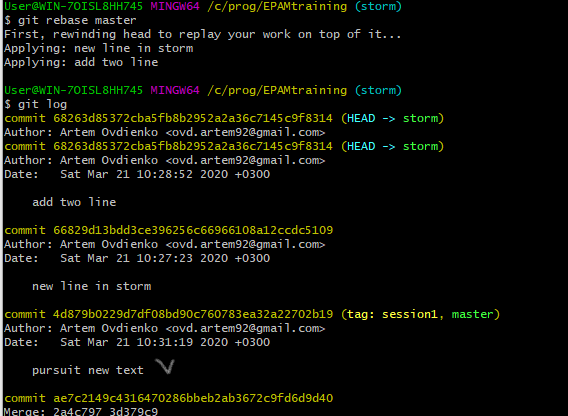 User@WIN-7OISL8HH745 MINGW64 /c/prog/EPAMtraining (storm)
$ git rebase master
First, rewinding head to replay your work on top of it...
Applying: new line in storm
Applying: add two line
User@WIN-7OISL8HH745 MINGW64 /c/prog/EPAMtraining (storm)
$ git log
commit 68263d85372cba5fb8b2952a2a36c7145c9f8314 (HEAD -> storm)
Author: Artem Ovdienko <ovd.artem92@gmail.com>
commit 68263d85372cba5fb8b2952a2a36c7145c9f8314 (HEAD -> storm)
Author: Artem Ovdienko <ovd.artem92@gmail.com>
Date:   Sat Mar 21 10:28:52 2020 +0300
add two line
commit 66829d13bdd3ce396256c66966108a12ccdc5109
Author: Artem Ovdienko <ovd.artem92@gmail.com>
Date:   Sat Mar 21 10:27:23 2020 +0300
new line in storm
commit 4d879b0229d7df08bd90c760783ea32a22702b19 (tag: session1, master)
Author: Artem Ovdienko <ovd.artem92@gmail.com>
Date:   Sat Mar 21 10:31:19 2020 +0300
pursuit new text
commit ae7c2149c4316470286bbeb2ab3672c9fd6d9d40
Merge: 2a4c797 3d379c9